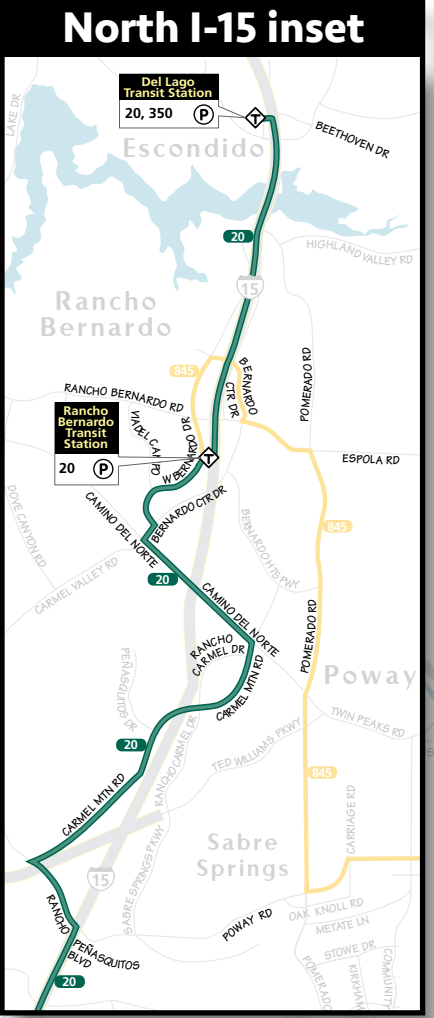 North I-15 inset
Del Lago
Transit Station
20, 350 P
T
LAKE DR
BEETHOVEN DR
Escondido
20
HIGHLAND VALLEY RD
15
Rancho
Bernardo
845
BERNARDO
CTR DR
POMERADO RD
RANCHO BERNARDO RD
Rancho
Bernardo
Transit
Station
20 P
W BERNARDO DR
T
ESPOLA RD
DOVE CANYON RD
CAMINO DEL NORTE
BERNARDO CTR DR
BERNARDO HTS PWY
845
CARMEL VALLEY RD
20
CAMINO DEL NORTE
POMERADO RD
RANCHO
CARMEL DR
PEÑASQUITOS DR
CARMEL MTN RD
Poway
TWIN PEAKS RD
RANCHO CARMEL DR
20
TED WILLIAMS PKWY
845
CARMEL MTN RD
CARRIAGE RD
SABRE SPRINGS PKWY
Sabre
Springs
15
RANCHO
PEÑASQUITOS
BLVD
POWAY RD
OAK KNOLL RD
METATE LN
STOWE DR
POMERADO
KIRKHAM
COMMUNITY
20